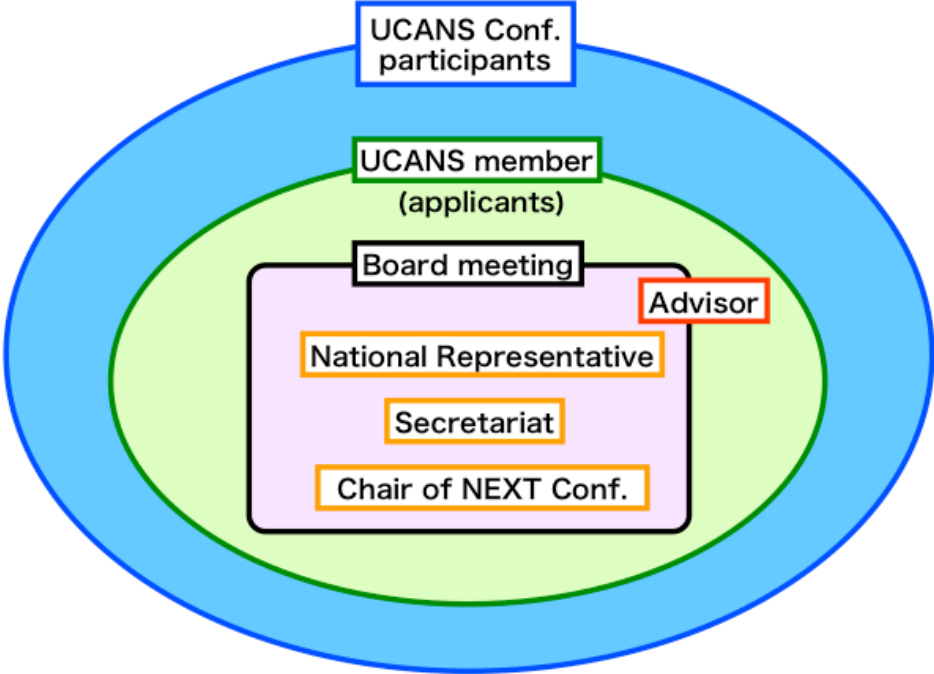 UCANS Conf.
participants
UCANS member
(applicants)
Board meeting
Advisor
National Representative
Secretariat
Chair of NEXT Conf.